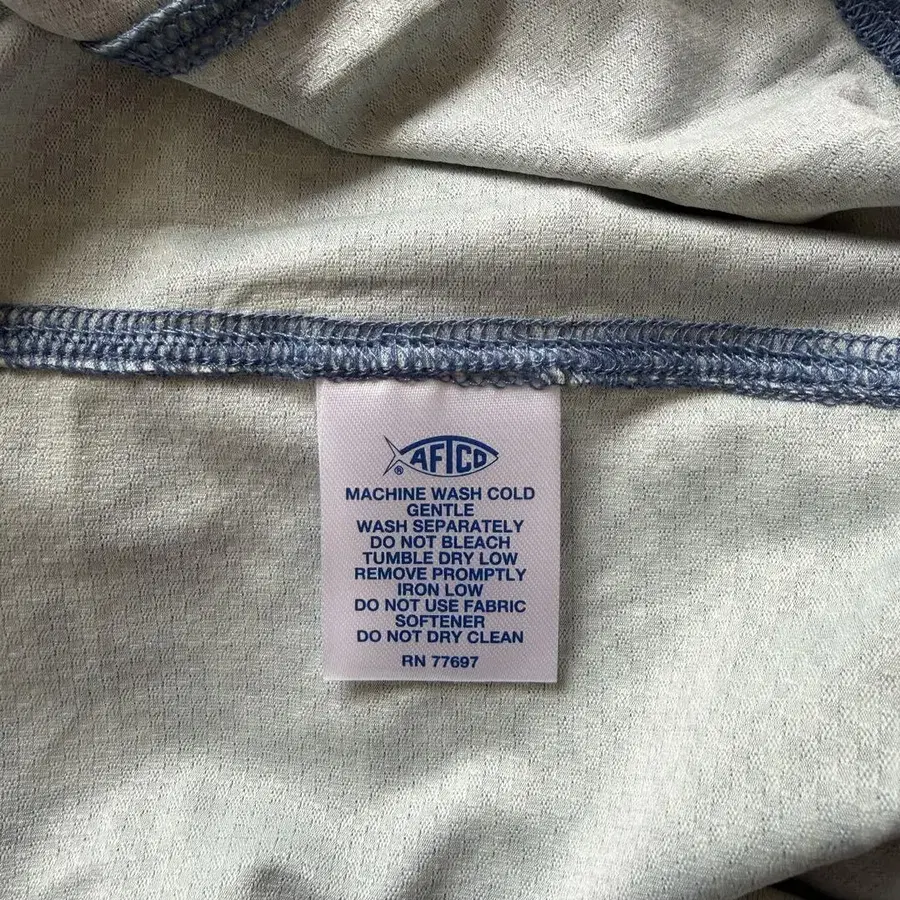 AFTCO
®
MACHINE WASH COLD
GENTLE
WASH SEPARATELY
DO NOT BLEACH
TUMBLE DRY LOW
REMOVE PROMPTLY
IRON LOW
DO NOT USE FABRIC
SOFTENER
DO NOT DRY CLEAN
RN 77697